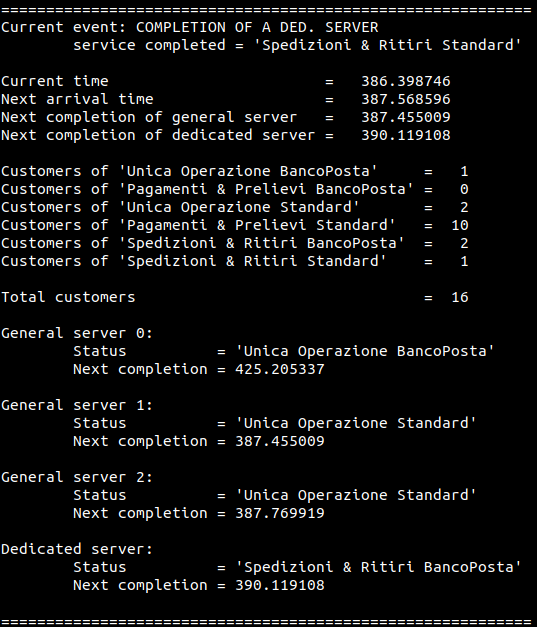 ===========================================================
Current event: COMPLETION OF A DED. SERVER
        service completed = 'Spedizioni & Ritiri Standard'

Current time                        =   386.398746
Next arrival time                   =   387.568596
Next completion of general server   =   387.455009
Next completion of dedicated server =   390.119108

Customers of 'Unica Operazione BancoPosta'     =   1
Customers of 'Pagamenti & Prelievi BancoPosta' =   0
Customers of 'Unica Operazione Standard'       =   2
Customers of 'Pagamenti & Prelievi Standard'   =  10
Customers of 'Spedizioni & Ritiri BancoPosta'  =   2
Customers of 'Spedizioni & Ritiri Standard'    =   1

Total customers                                =  16

General server 0:
        Status          = 'Unica Operazione BancoPosta'
        Next completion = 425.205337

General server 1:
        Status          = 'Unica Operazione Standard'
        Next completion = 387.455009

General server 2:
        Status          = 'Unica Operazione Standard'
        Next completion = 387.769919

Dedicated server:
        Status          = 'Spedizioni & Ritiri BancoPosta'
        Next completion = 390.119108

===========================================================